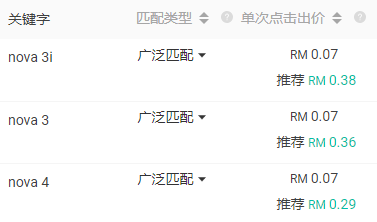 关键字 匹配类型 ? 单次点击出价 ?
nova 3i 广泛匹配 RM 0.07
推荐 RM 0.38
nova 3 广泛匹配 RM 0.07
推荐 RM 0.36
nova 4 广泛匹配 RM 0.07
推荐 RM 0.29